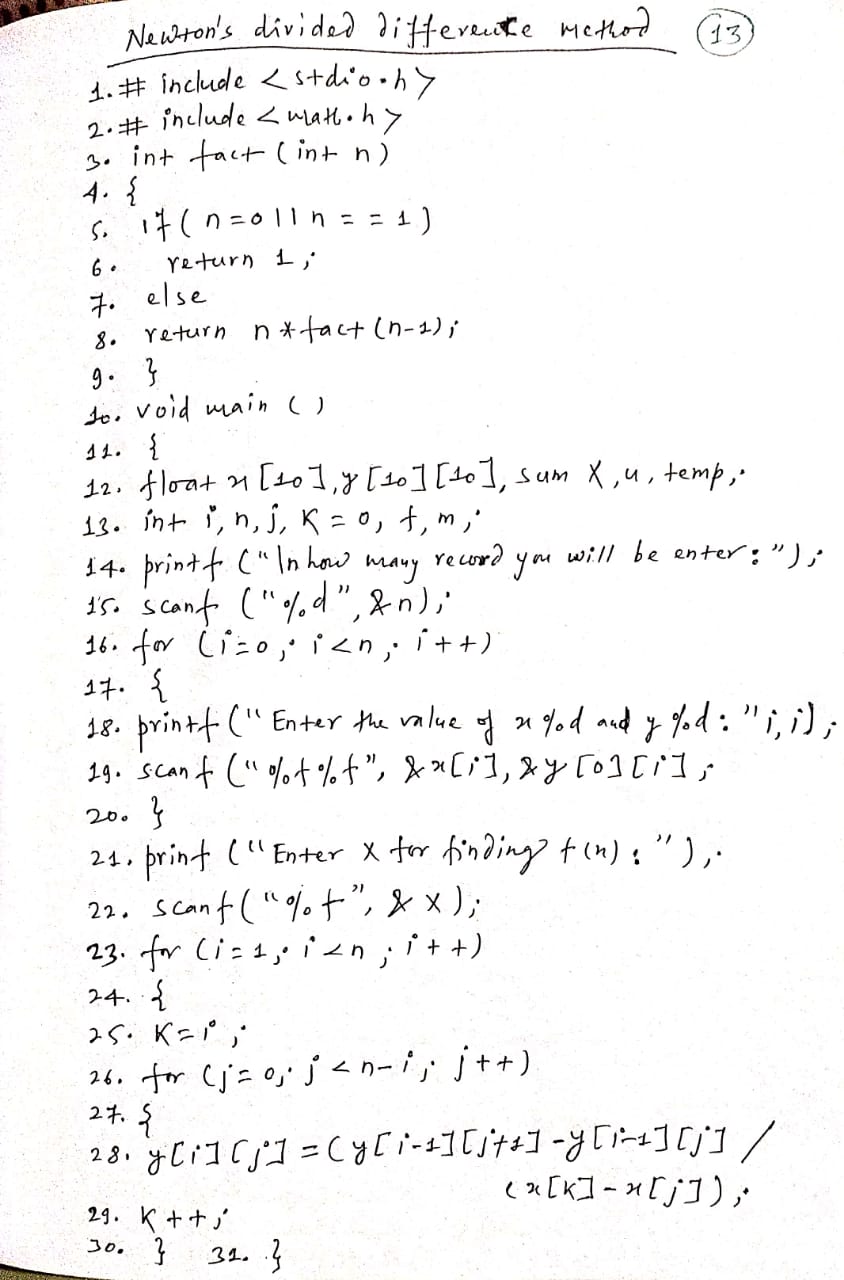 Newton's divided difference method (13)
1. # include <stdio.h>
2. # include <math.h>
3. int fact (int n)
4. {
5. if (n=0 || n == 1)
6. return 1;
7. else
8. return n*fact (n-1);
9. }
10. void main ()
11. {
12. float x [10], y [10] [10], sum X, u, temp;
13. int i, n, j, K = 0, f, m;
14. printf ("In how many record you will be enter: ");
15. scanf ("%d", &n);
16. for (i=0; i<n; i++)
17. {
18. printf (" Enter the value of x %d and y %d: " i, i);
19. scanf (" %f %f", &x[i], &y [0] [i];
20. }
21. print ("Enter X for finding f(n): ");
22. scanf ("%f", & X );
23. for (i=1; i<n; i++)
24. {
25. K=i;
26. for (j=0; j<n-i; j++)
27. {
28. y[i] [j] = (y[i-1][j+1] -y[i-1] [j] /
(x[K] - x[j]);
29. K++;
30. } 31. }